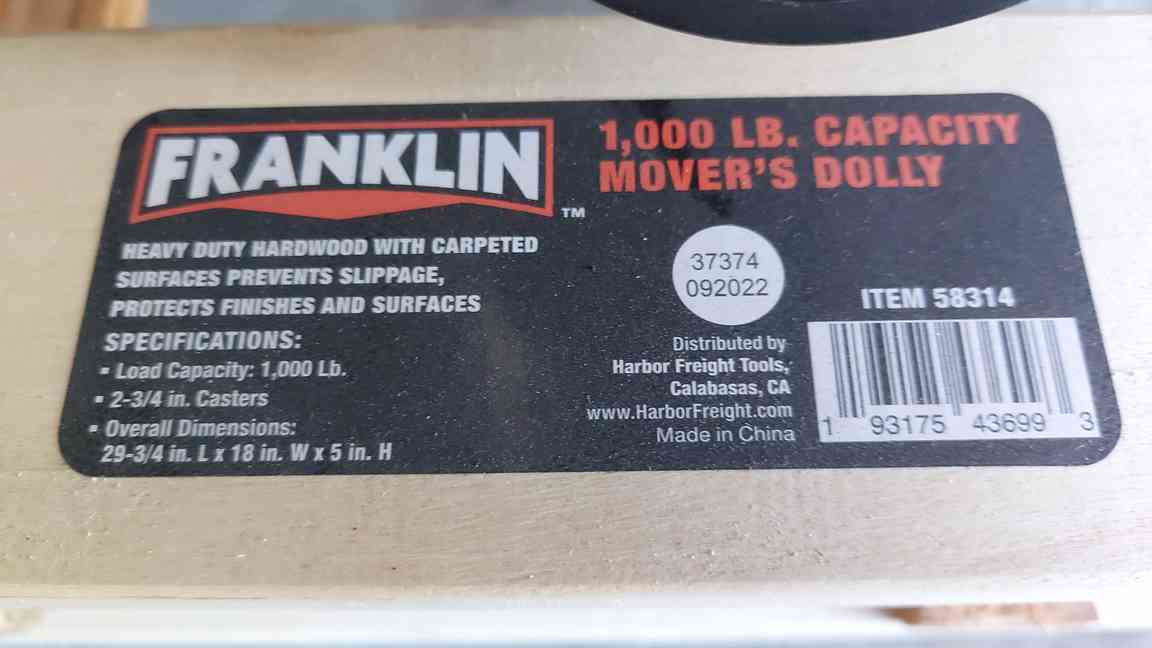 FRANKLIN
TM
1,000 LB. CAPACITY
MOVER'S DOLLY
HEAVY DUTY HARDWOOD WITH CARPETED
SURFACES PREVENTS SLIPPAGE,
PROTECTS FINISHES AND SURFACES
SPECIFICATIONS:
▪ Load Capacity: 1,000 Lb.
▪ 2-3/4 in. Casters
▪ Overall Dimensions:
29-3/4 in. L x 18 in. W x 5 in. H
37374
092022
Distributed by
Harbor Freight Tools,
Calabasas, CA
www.HarborFreight.com
Made in China
ITEM 58314
1 93175 43699 3